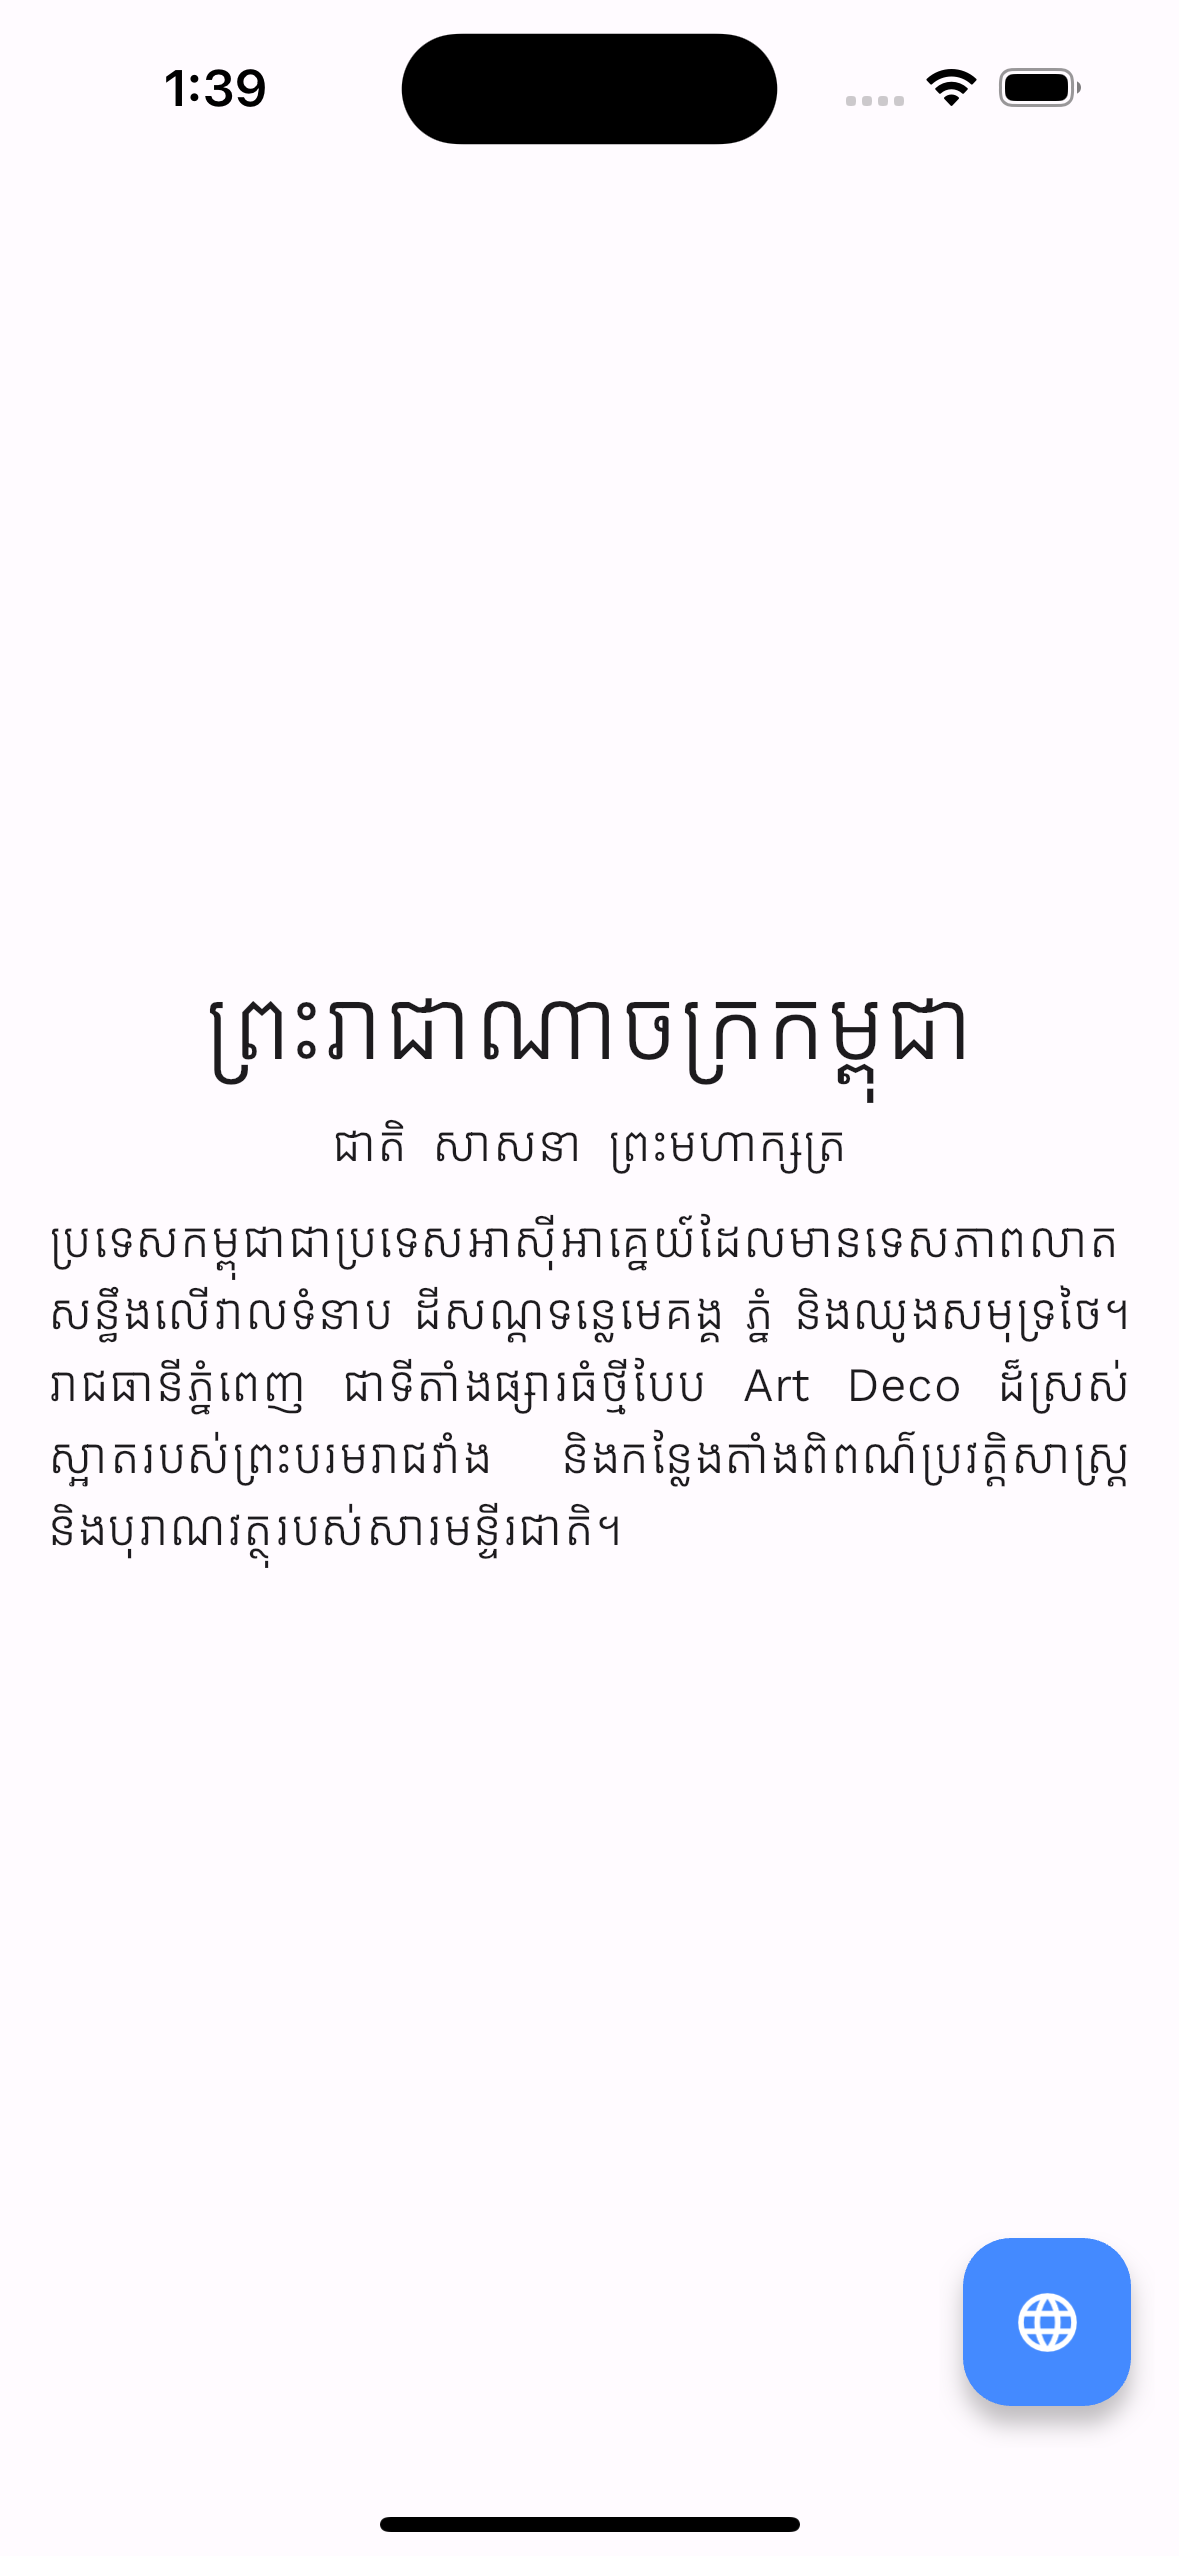 1:39
ព្រះរាជាណាចក្រកម្ពុជា
ជាតិ សាសនា ព្រះមហាក្សត្រ
ប្រទេសកម្ពុជាជាប្រទេសអាស៊ីអាគ្នេយ៍ដែលមានទេសភាពលាត
សន្ធឹងលើវាលទំនាប ដីសណ្តទន្លេមេគង្គ ភ្នំ និងឈូងសមុទ្រថៃ។
រាជធានីភ្នំពេញ ជាទីតាំងផ្សារធំថ្មីបែប Art Deco ដ៏ស្រស់
ស្អាតរបស់ព្រះបរមរាជវាំង និងកន្លែងតាំងពិពណ៌ប្រវត្តិសាស្ត្រ
និងបុរាណវត្ថុរបស់សារមន្ទីរជាតិ។